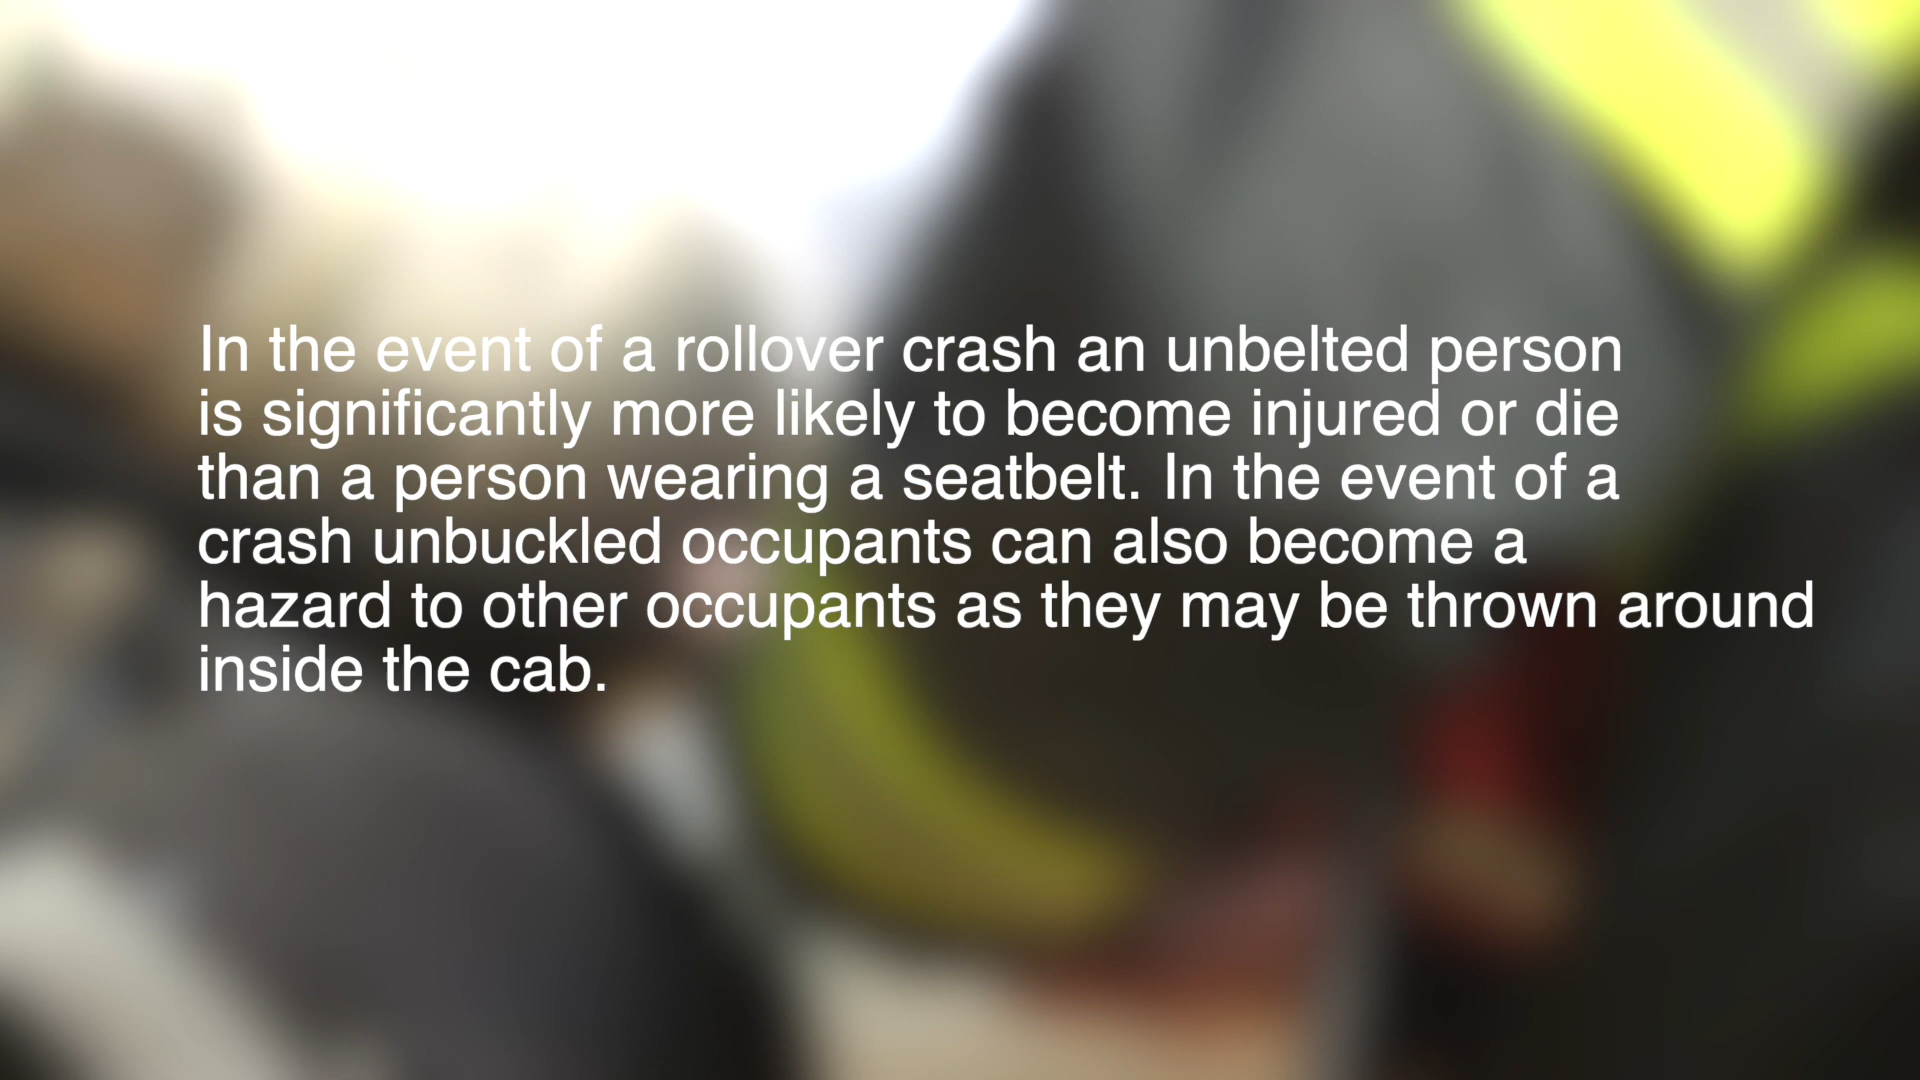 In the event of a rollover crash an unbelted person
is significantly more likely to become injured or die
than a person wearing a seatbelt. In the event of a
crash unbuckled occupants can also become a
hazard to other occupants as they may be thrown around
inside the cab.